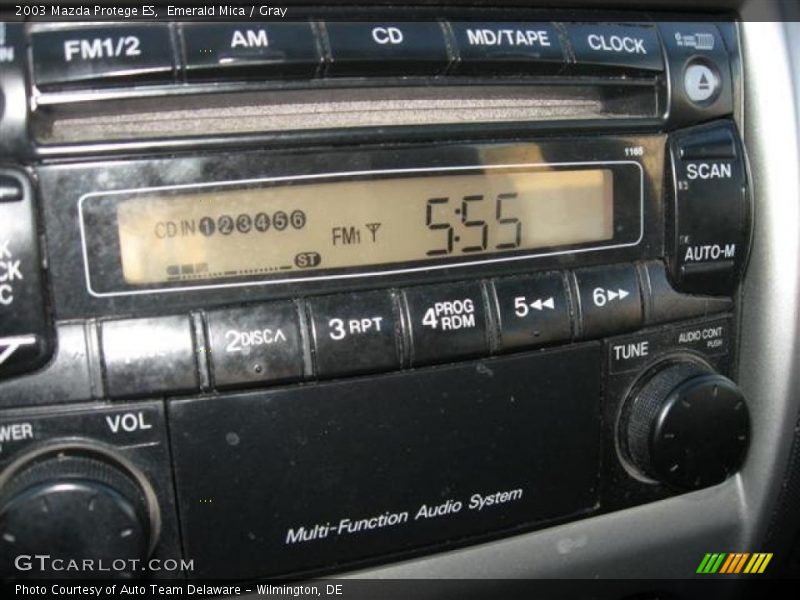 2003 Mazda Protege ES, Emerald Mica / Gray
FM1/2 AM CD MD/TAPE CLOCK
1165
SCAN
CD IN 1 2 3 4 5 6 FM1 5:55
ST
AUTO-M
2 DISC 3 RPT 4 PROG RDM 5 6
TUNE AUDIO CONT
PUSH
VOL
Multi-Function Audio System
GTCARLOT.COM
Photo Courtesy of Auto Team Delaware - Wilmington, DE